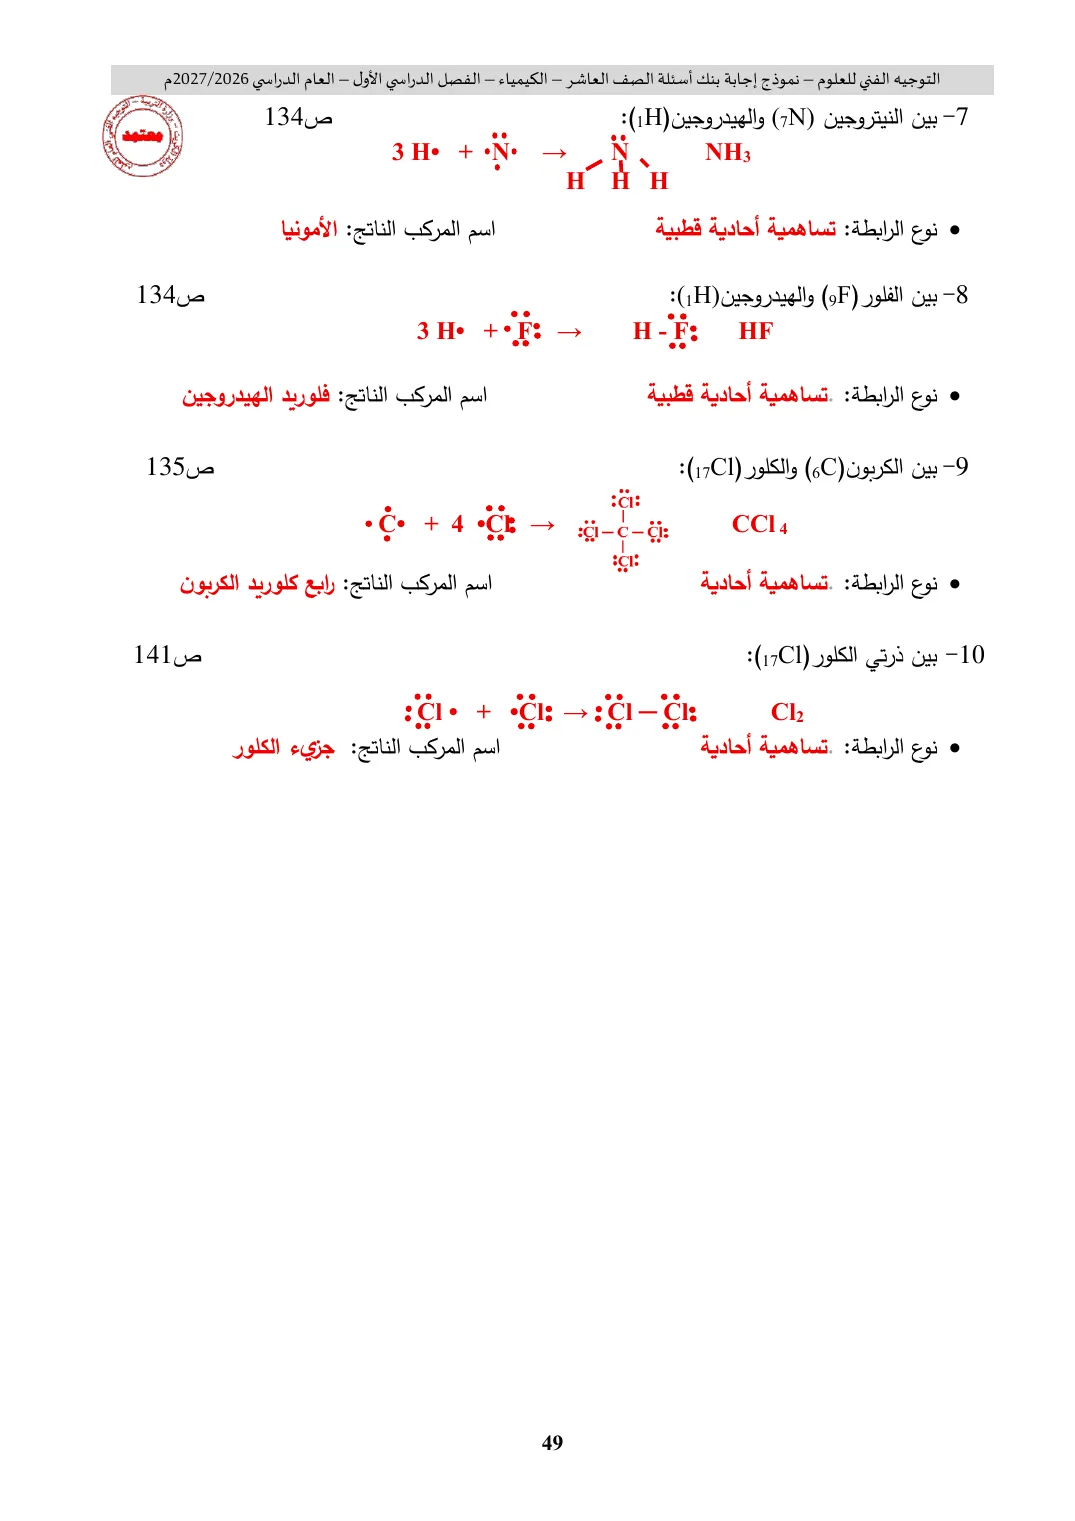 التوجيه الفني للعلوم – نموذج إجابة بنك أسئلة الصف العاشر – الكيمياء – الفصل الدراسي الأول – العام الدراسي 2027/2026م
معتمد
7- بين النيتروجين (₇N) والهيدروجين(₁H): ص134
3 H• + •N• → N NH₃
H H H
• نوع الرابطة: تساهمية أحادية قطبية اسم المركب الناتج: الأمونيا
8- بين الفلور(₉F) والهيدروجين(₁H): ص134
3 H• + •F: → H - F: HF
• نوع الرابطة: تساهمية أحادية قطبية اسم المركب الناتج: فلوريد الهيدروجين
9- بين الكربون(₆C) والكلور(₁₇Cl): ص135
:Cl:
•C• + 4 •Cl: → :Cl – C – Cl: CCl₄
:Cl:
• نوع الرابطة: تساهمية أحادية اسم المركب الناتج: رابع كلوريد الكربون
10- بين ذرتي الكلور(₁₇Cl): ص141
:Cl• + •Cl: → :Cl — Cl: Cl₂
• نوع الرابطة: تساهمية أحادية اسم المركب الناتج: جزيء الكلور
49